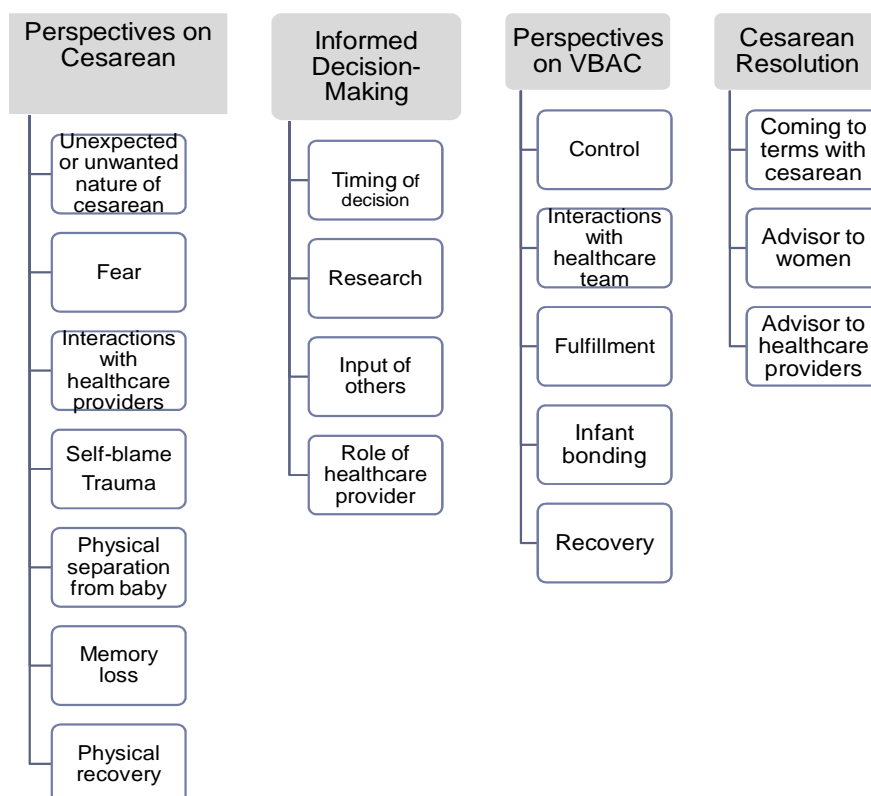 Perspectives on
Cesarean
Unexpected
or unwanted
nature of
cesarean
Fear
Interactions
with
healthcare
providers
Self-blame
Trauma
Physical
separation
from baby
Memory
loss
Physical
recovery
Informed
Decision-
Making
Timing of
decision
Research
Input of
others
Role of
healthcare
provider
Perspectives
on VBAC
Control
Interactions
with
healthcare
team
Fulfillment
Infant
bonding
Recovery
Cesarean
Resolution
Coming to
terms with
cesarean
Advisor to
women
Advisor to
healthcare
providers